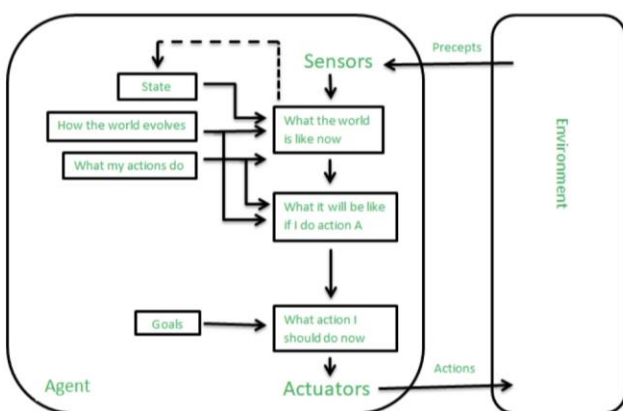 Precepts
Sensors
State
What the world
is like now
How the world evolves
What my actions do
What it will be like
if I do action A
Environment
Goals
What action I
should do now
Agent
Actuators
Actions